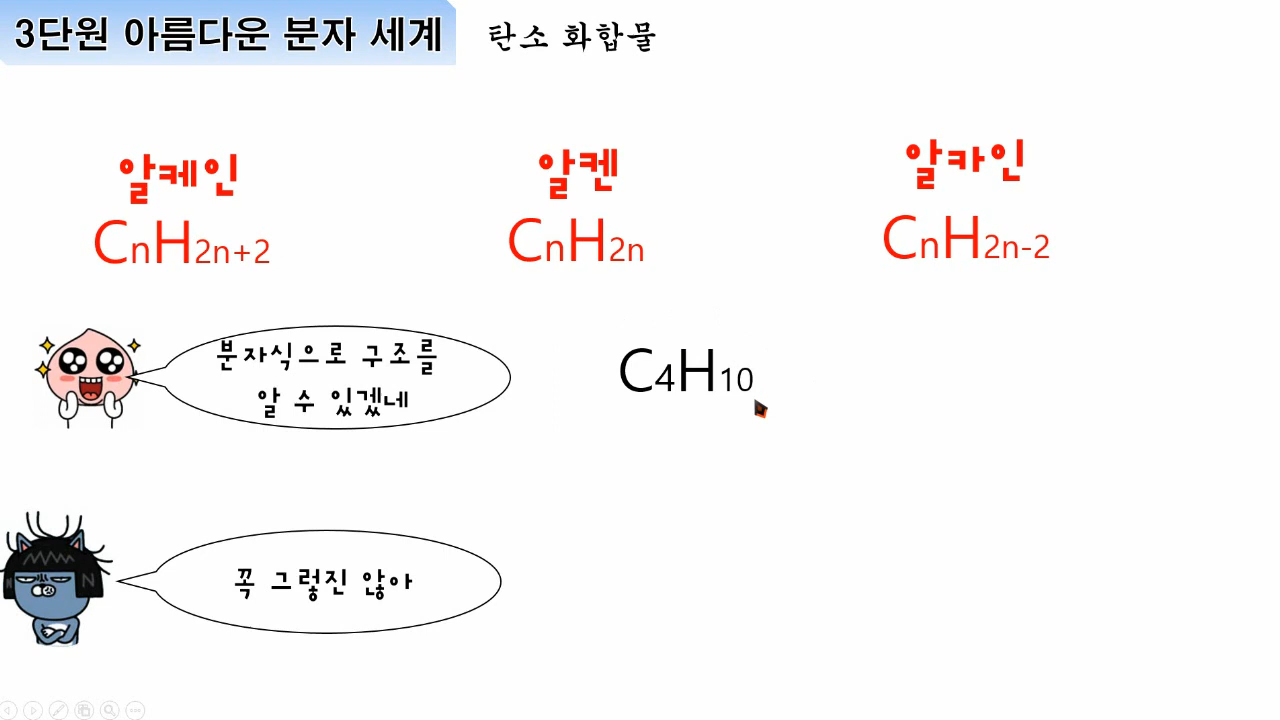 3단원 아름다운 분자 세계 탄소 화합물
알케인 알켄 알카인
CnH2n+2 CnH2n CnH2n-2
분자식으로 구조를
알 수 있겠네
C4H10
꼭 그렇진 않아